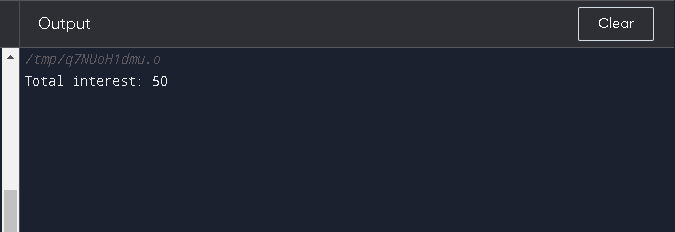 Output
Clear
/tmp/q7NUoH1dmu.o
Total interest: 50